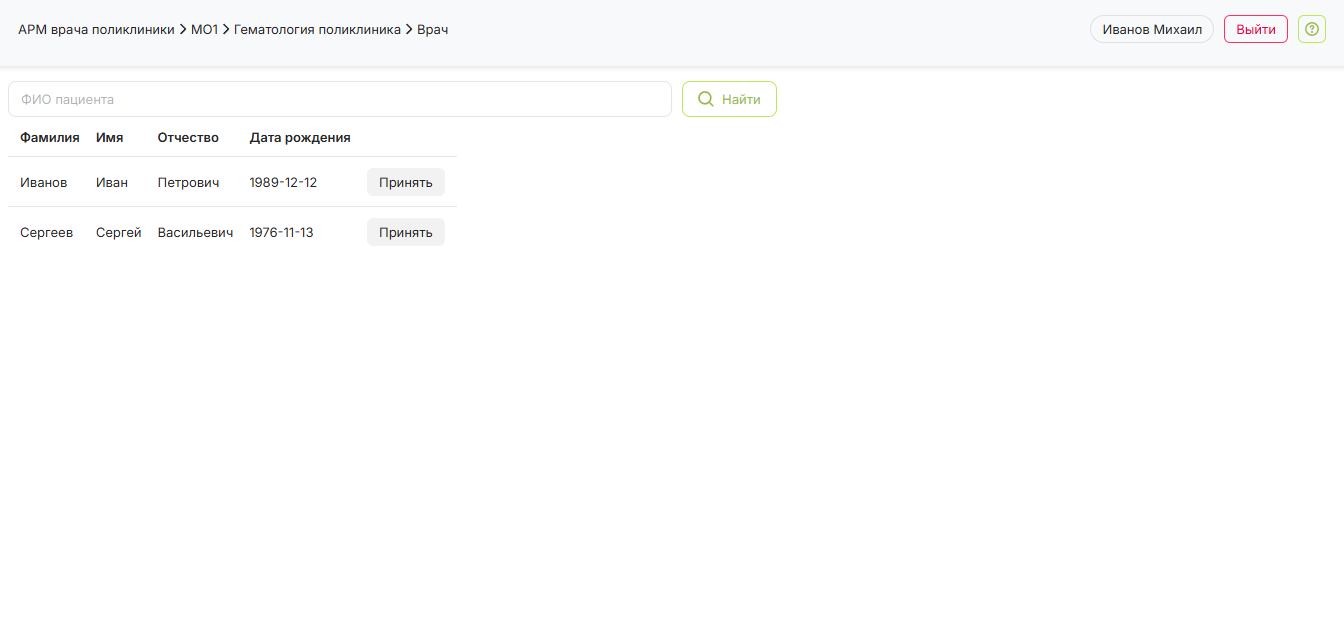 АРМ врача поликлиники > МО1 > Гематология поликлиника > Врач Иванов Михаил Выйти
ФИО пациента Найти
Фамилия Имя Отчество Дата рождения
Иванов Иван Петрович 1989-12-12 Принять
Сергеев Сергей Васильевич 1976-11-13 Принять